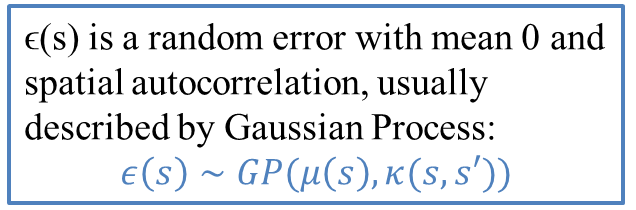 ϵ(s) is a random error with mean 0 and
spatial autocorrelation, usually
described by Gaussian Process:
𝜖(𝑠) ~ 𝐺𝑃(𝜇(𝑠), 𝜅(𝑠, 𝑠′))